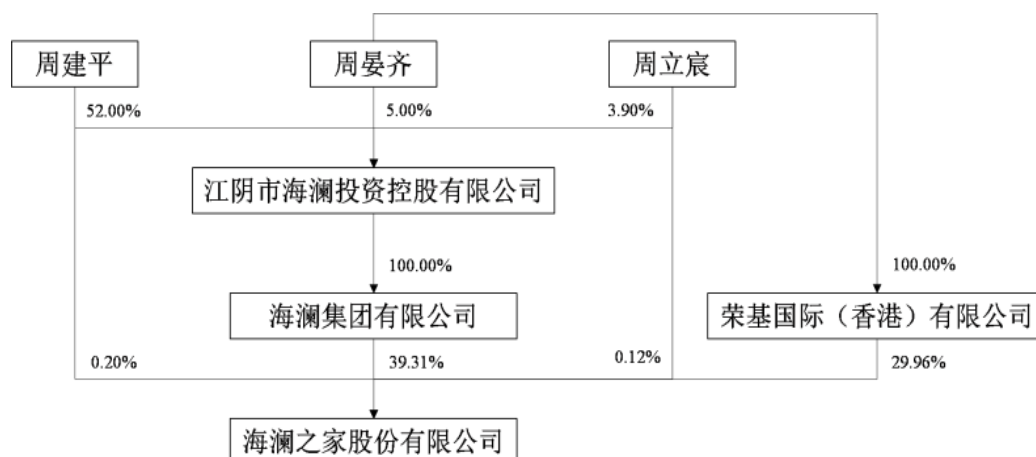 周建平
周晏齐
周立宸
52.00%
5.00%
3.90%
江阴市海澜投资控股有限公司
100.00%
100.00%
海澜集团有限公司
荣基国际（香港）有限公司
0.20%
39.31%
0.12%
29.96%
海澜之家股份有限公司